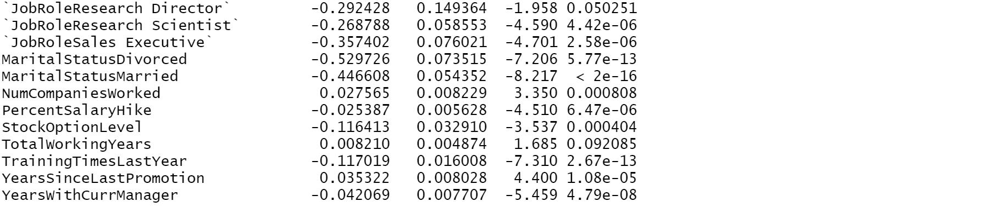 `JobRoleResearch Director` -0.292428 0.149364 -1.958 0.050251
`JobRoleResearch Scientist` -0.268788 0.058553 -4.590 4.42e-06
`JobRoleSales Executive` -0.357402 0.076021 -4.701 2.58e-06
MaritalStatusDivorced -0.529726 0.073515 -7.206 5.77e-13
MaritalStatusMarried -0.446608 0.054352 -8.217 < 2e-16
NumCompaniesWorked 0.027565 0.008229 3.350 0.000808
PercentSalaryHike -0.025387 0.005628 -4.510 6.47e-06
StockOptionLevel -0.116413 0.032910 -3.537 0.000404
TotalWorkingYears 0.008210 0.004874 1.685 0.092085
TrainingTimesLastYear -0.117019 0.016008 -7.310 2.67e-13
YearsSinceLastPromotion 0.035322 0.008028 4.400 1.08e-05
YearsWithCurrManager -0.042069 0.007707 -5.459 4.79e-08